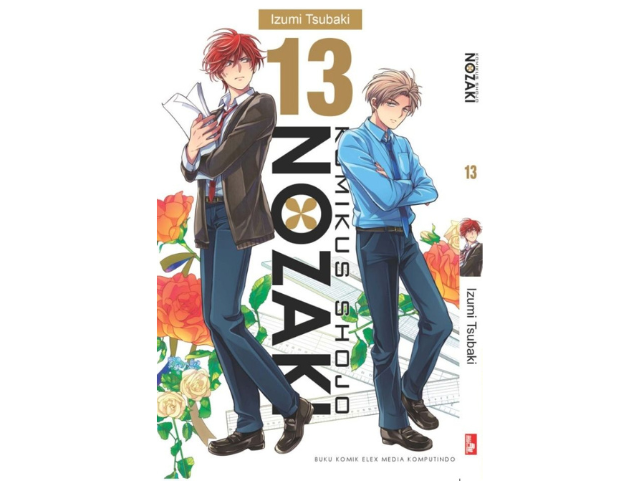 Izumi Tsubaki
13
KOMIKUS SHOJO
NOZAKI
BUKU KOMIK ELEX MEDIA KOMPUTINDO
KOMIKUS SHOJO
NOZAKI
13
Izumi Tsubaki